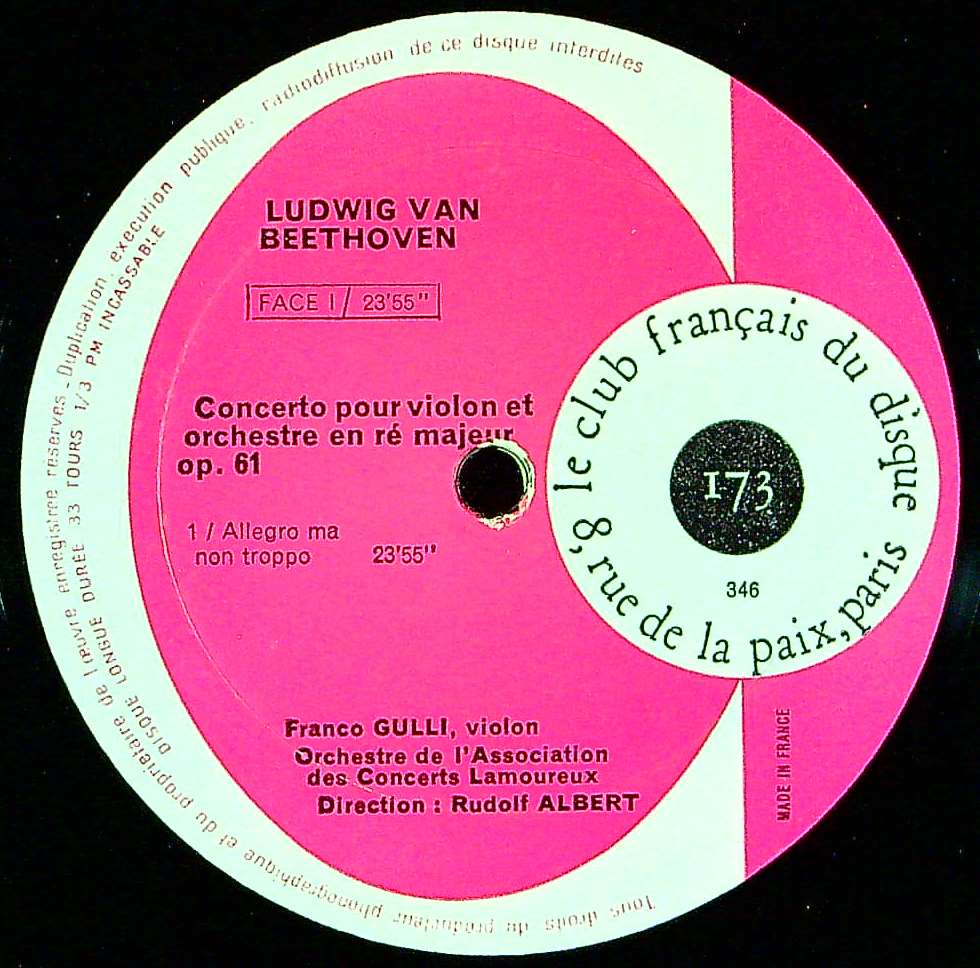 LUDWIG VAN
BEETHOVEN
FACE I / 23'55"
Concerto pour violon et
orchestre en ré majeur
op. 61
1 / Allegro ma
non troppo 23'55"
Franco GULLI, violon
Orchestre de l'Association
des Concerts Lamoureux
Direction : Rudolf ALBERT
le club français du disque
8, rue de la paix, paris
173
346
MADE IN FRANCE
Tous droits du producteur phonographique et du propriétaire de l'œuvre enregistrée réservés - Duplication, exécution publique, radiodiffusion de ce disque interdites
DISQUE LONGUE DURÉE 33 TOURS 1/3 PM INCASSABLE